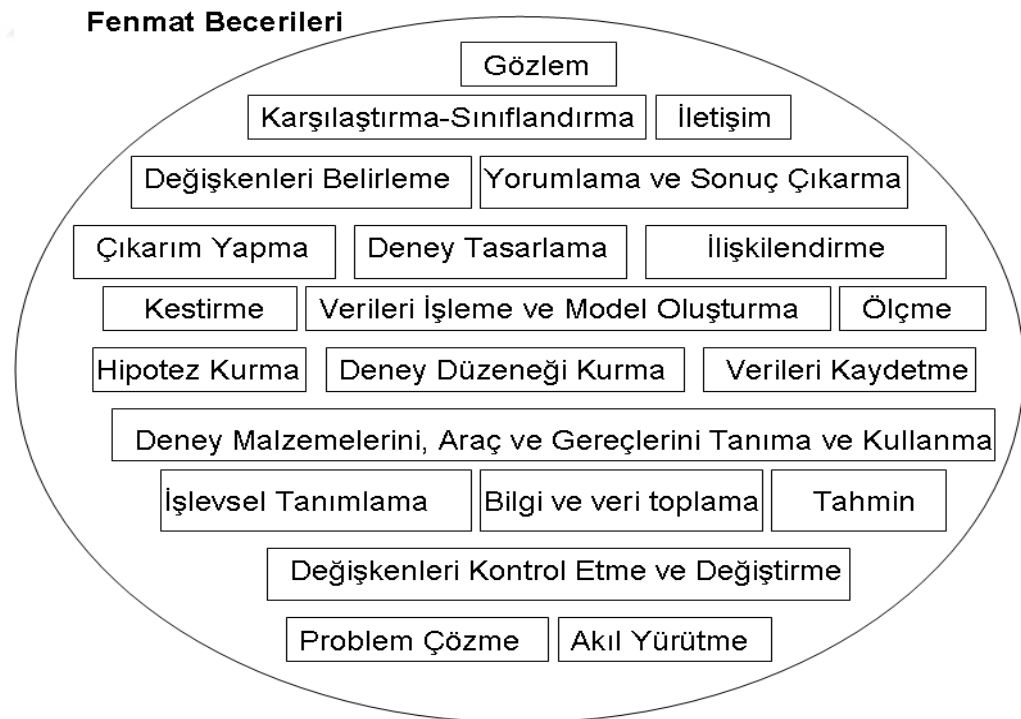 Fenmat Becerileri
Gözlem
Karşılaştırma-Sınıflandırma İletişim
Değişkenleri Belirleme Yorumlama ve Sonuç Çıkarma
Çıkarım Yapma Deney Tasarlama İlişkilendirme
Kestirme Verileri İşleme ve Model Oluşturma Ölçme
Hipotez Kurma Deney Düzeneği Kurma Verileri Kaydetme
Deney Malzemelerini, Araç ve Gereçlerini Tanıma ve Kullanma
İşlevsel Tanımlama Bilgi ve veri toplama Tahmin
Değişkenleri Kontrol Etme ve Değiştirme
Problem Çözme Akıl Yürütme